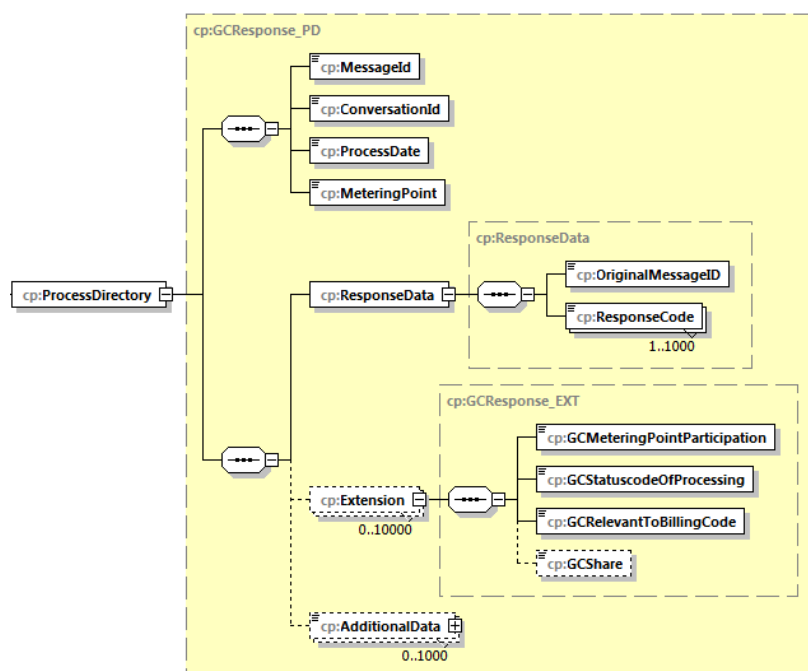 cp:GCResponse_PD
cp:MessageId
cp:ConversationId
cp:ProcessDate
cp:MeteringPoint
cp:ProcessDirectory
cp:ResponseData
cp:ResponseData
cp:OriginalMessageID
cp:ResponseCode
1..1000
cp:GCResponse_EXT
cp:GCMeteringPointParticipation
cp:GCStatuscodeOfProcessing
cp:Extension
0..10000
cp:GCRelevantToBillingCode
cp:GCShare
cp:AdditionalData
0..1000